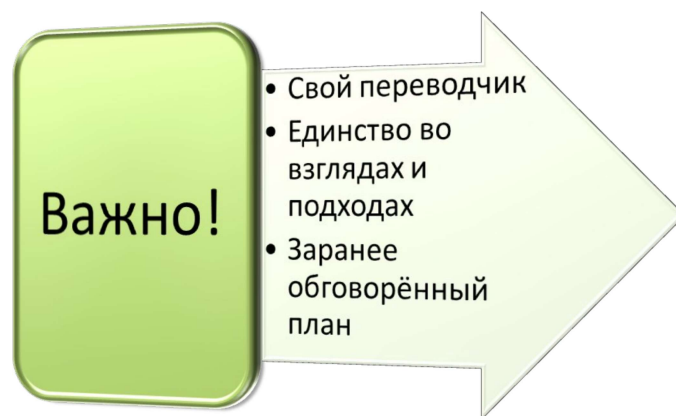 Важно!
• Свой переводчик
• Единство во
взглядах и
подходах
• Заранее
обговорённый
план